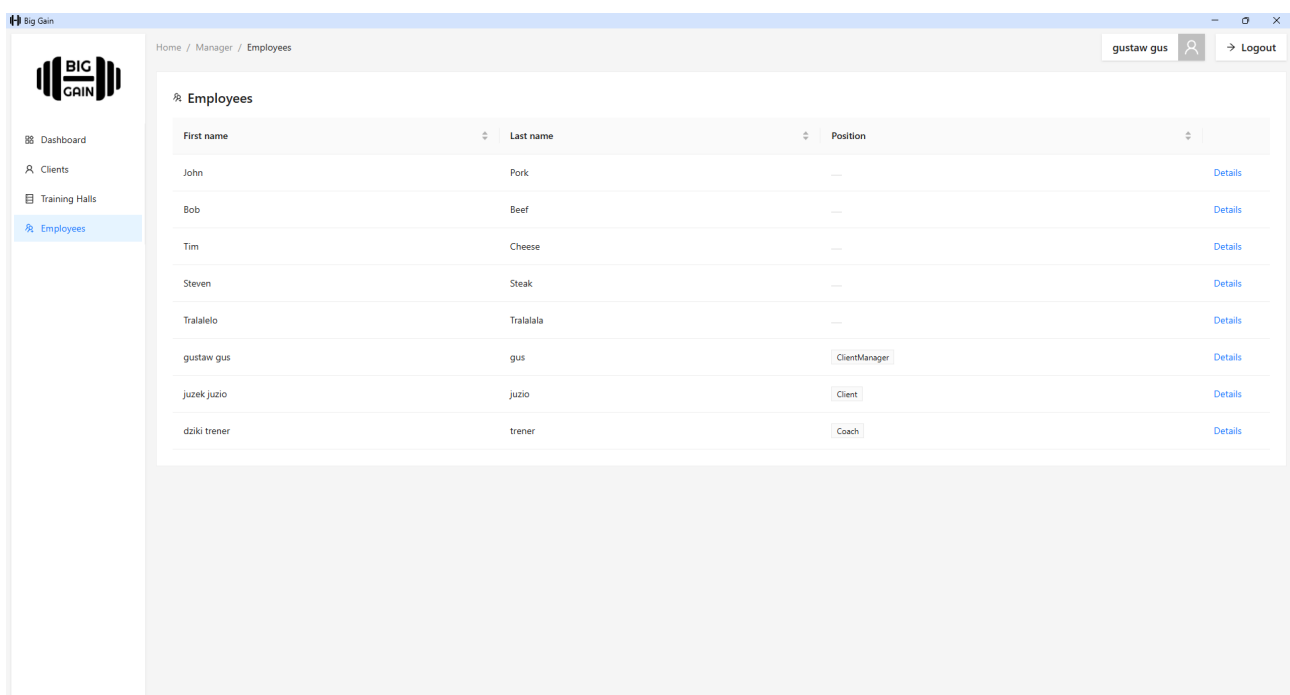 Big Gain
BIG
GAIN
Home / Manager / Employees
gustaw gus
Logout
Dashboard
Clients
Training Halls
Employees
Employees
First name Last name Position
John Pork — Details
Bob Beef — Details
Tim Cheese — Details
Steven Steak — Details
Tralalelo Tralalala — Details
gustaw gus gus ClientManager Details
juzek juzio juzio Client Details
dziki trener trener Coach Details